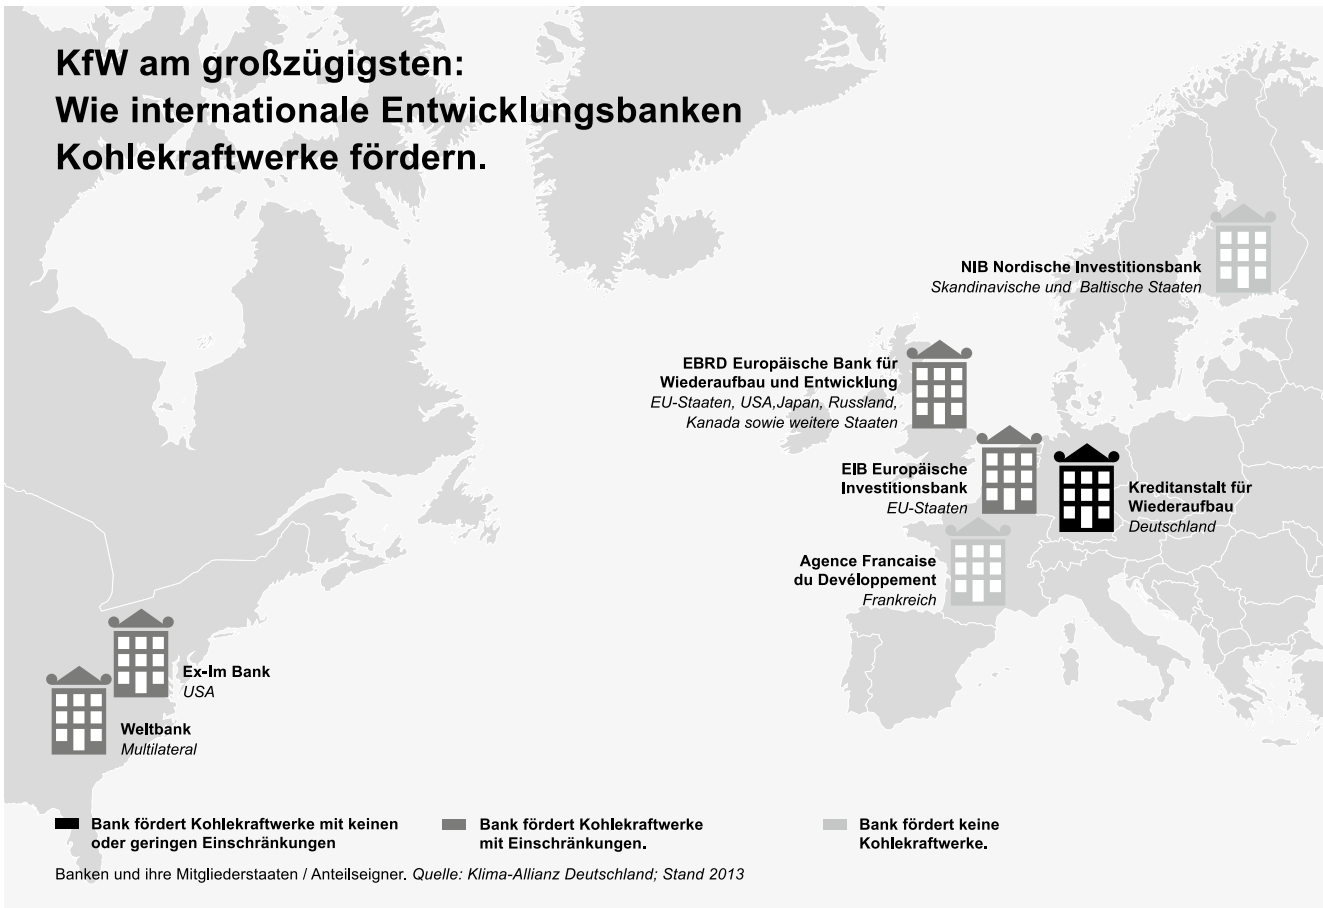 KfW am großzügigsten:
Wie internationale Entwicklungsbanken
Kohlekraftwerke fördern.
NIB Nordische Investitionsbank
Skandinavische und Baltische Staaten
EBRD Europäische Bank für
Wiederaufbau und Entwicklung
EU-Staaten, USA,Japan, Russland,
Kanada sowie weitere Staaten
EIB Europäische
Investitionsbank
EU-Staaten
Kreditanstalt für
Wiederaufbau
Deutschland
Agence Francaise
du Devéloppement
Frankreich
Ex-Im Bank
USA
Weltbank
Multilateral
Bank fördert Kohlekraftwerke mit keinen
oder geringen Einschränkungen
Bank fördert Kohlekraftwerke
mit Einschränkungen.
Bank fördert keine
Kohlekraftwerke.
Banken und ihre Mitgliederstaaten / Anteilseigner. Quelle: Klima-Allianz Deutschland; Stand 2013